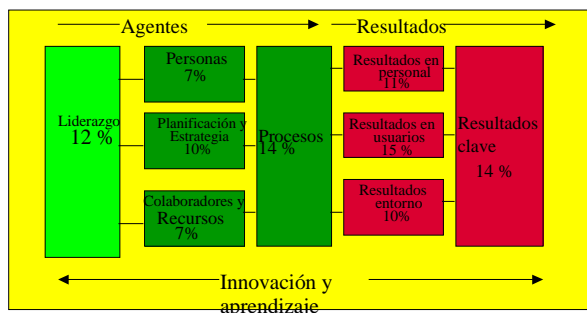 Agentes
Resultados
Liderazgo
12 %
Personas
7%
Planificación y
Estrategia
10%
Colaboradores y
Recursos
7%
Procesos
14 %
Resultados en
personal
11%
Resultados en
usuarios
15 %
Resultados
entorno
10%
Resultados
clave
14 %
Innovación y
aprendizaje